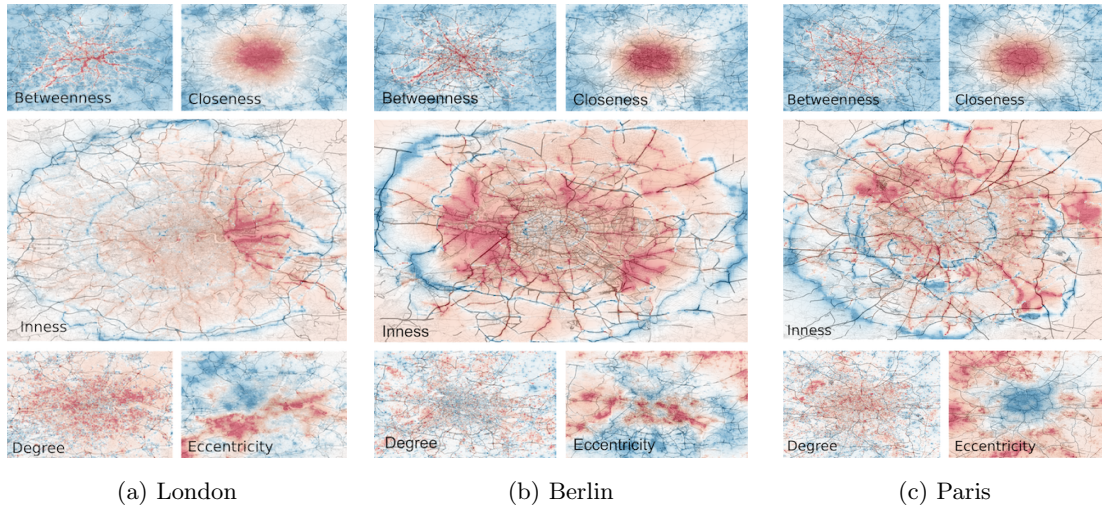 Betweenness
Closeness
Inness
Degree
Eccentricity
(a) London
Betweenness
Closeness
Inness
Degree
Eccentricity
(b) Berlin
Betweenness
Closeness
Inness
Degree
Eccentricity
(c) Paris